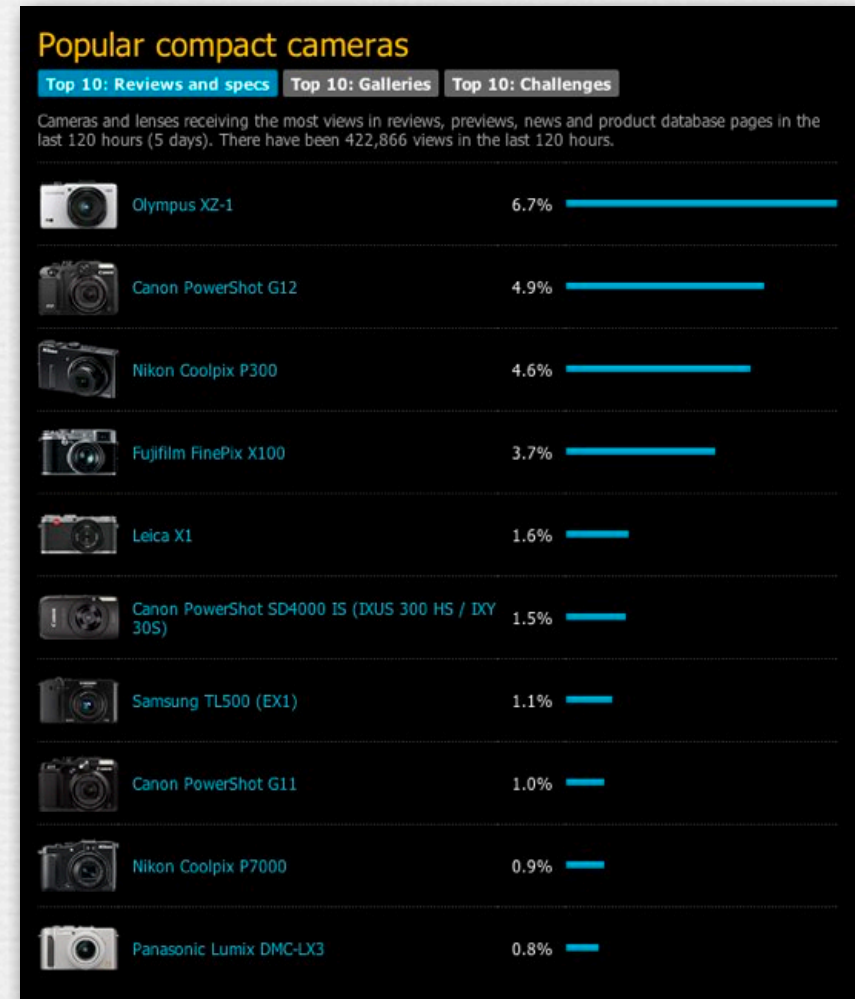 Popular compact cameras
Top 10: Reviews and specs Top 10: Galleries Top 10: Challenges
Cameras and lenses receiving the most views in reviews, previews, news and product database pages in the
last 120 hours (5 days). There have been 422,866 views in the last 120 hours.
Olympus XZ-1 6.7%
Canon PowerShot G12 4.9%
Nikon Coolpix P300 4.6%
Fujifilm FinePix X100 3.7%
Leica X1 1.6%
Canon PowerShot SD4000 IS (IXUS 300 HS / IXY
30S) 1.5%
Samsung TL500 (EX1) 1.1%
Canon PowerShot G11 1.0%
Nikon Coolpix P7000 0.9%
Panasonic Lumix DMC-LX3 0.8%